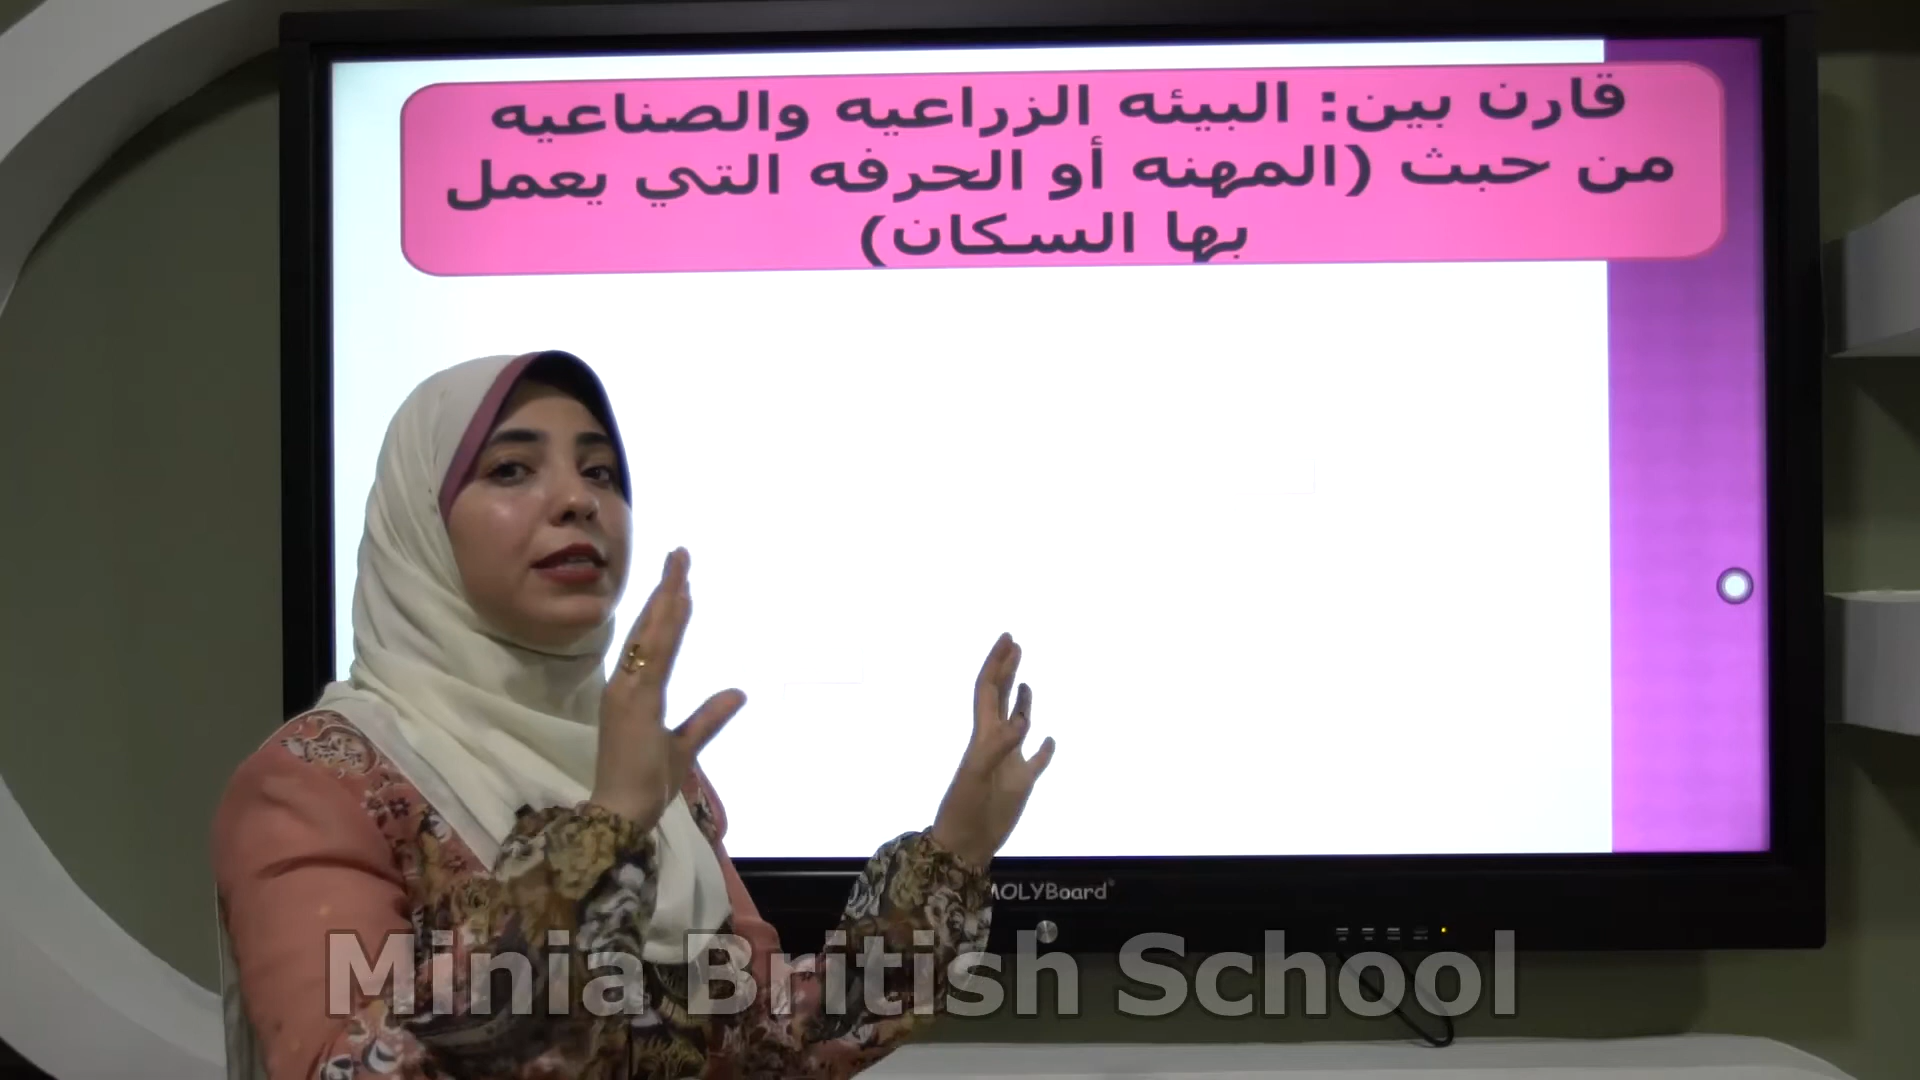 قارن بين: البيئه الزراعيه والصناعيه
من حبث (المهنه أو الحرفه التي يعمل
بها السكان)
MOLYBoard
Minia British School